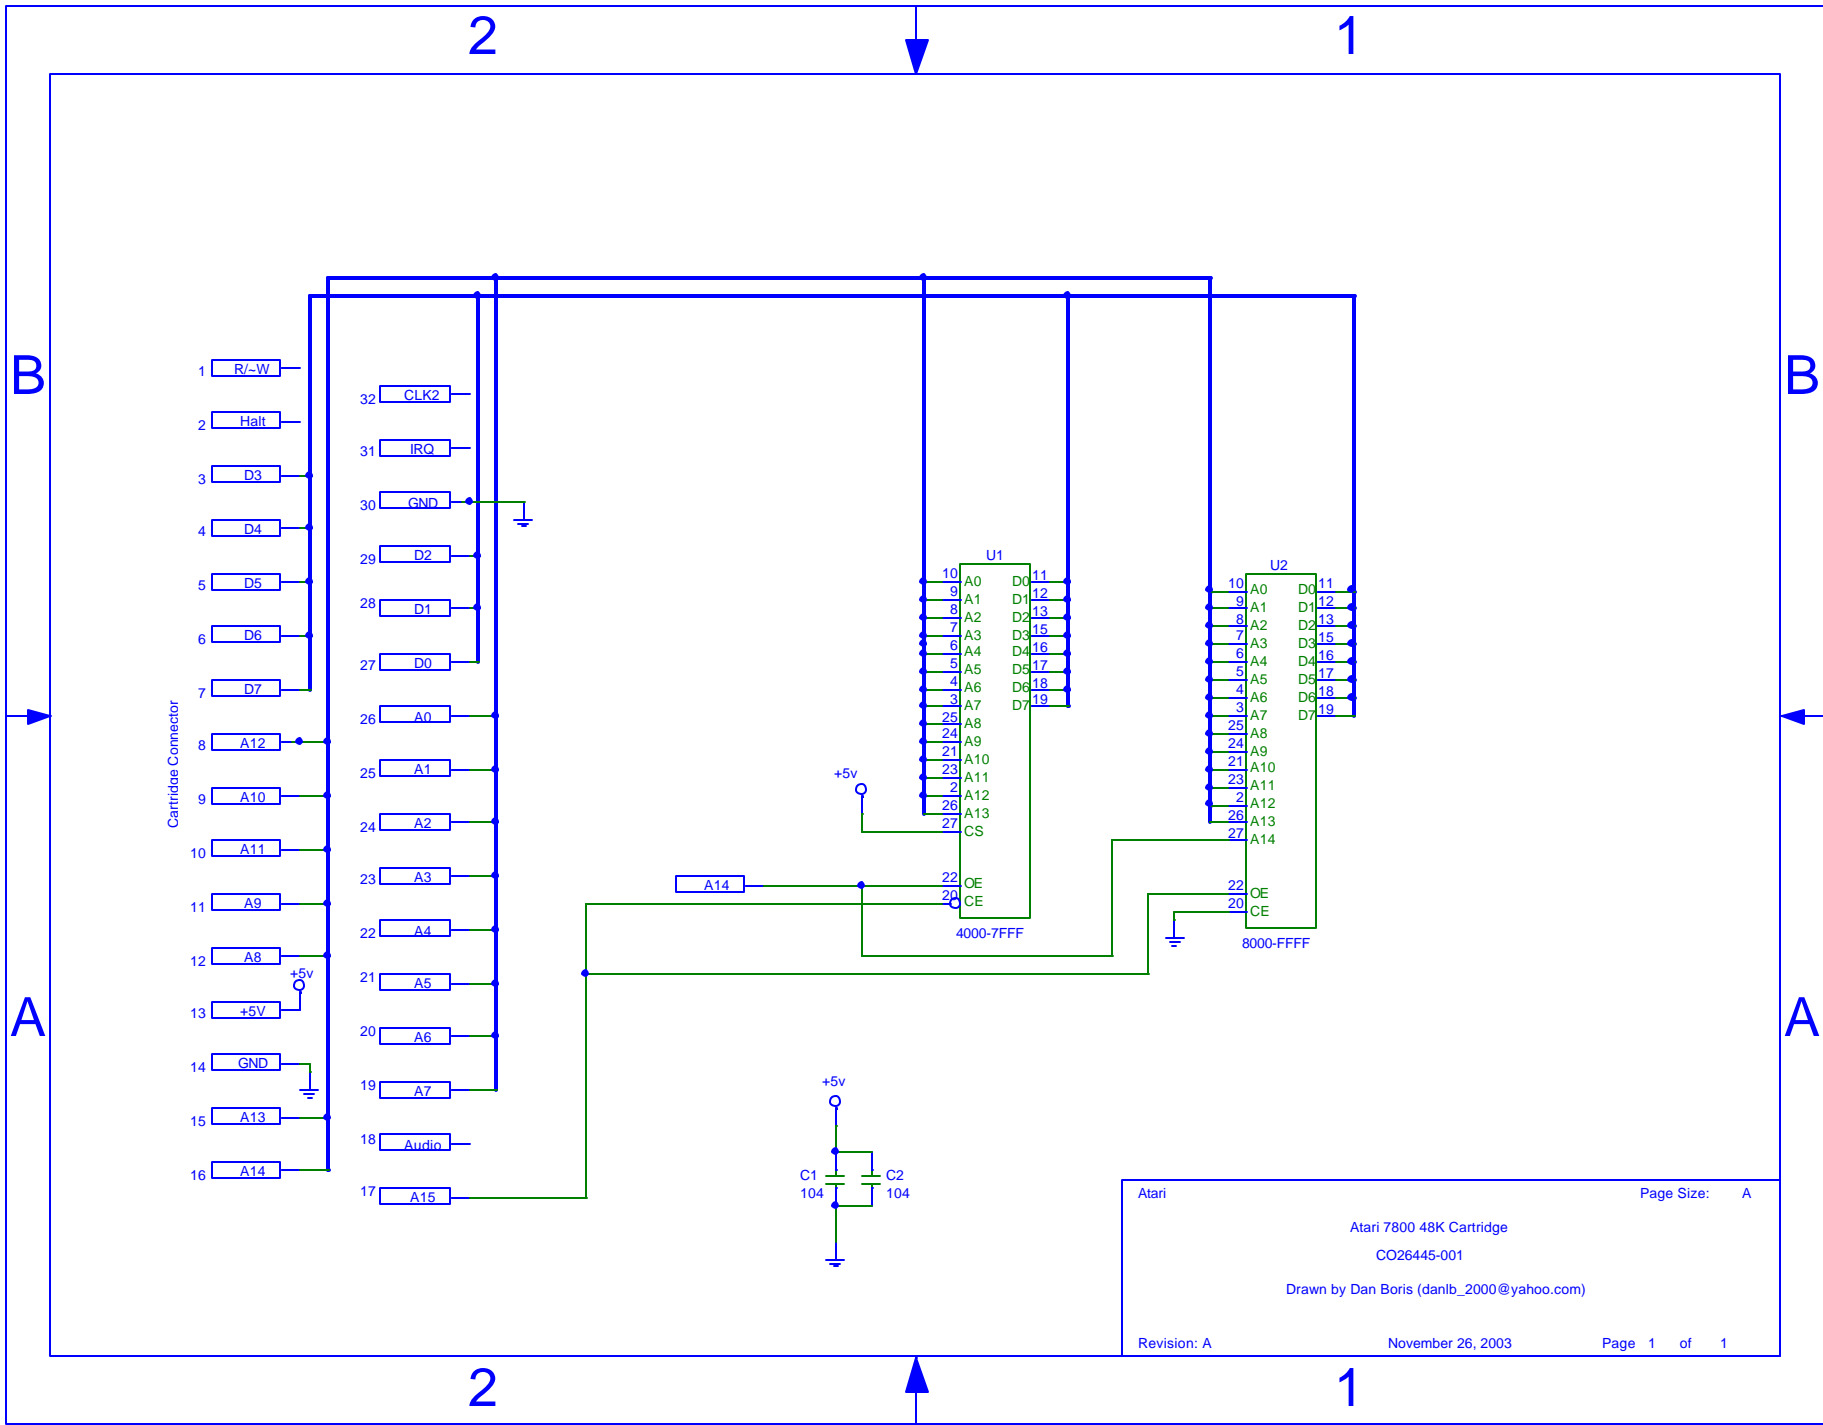 2 1
B B
A A
Cartridge Connector
1 R/~W
2 Halt
3 D3
4 D4
5 D5
6 D6
7 D7
8 A12
9 A10
10 A11
11 A9
12 A8
+5v
13 +5V
14 GND
15 A13
16 A14
32 CLK2
31 IRQ
30 GND
29 D2
28 D1
27 D0
26 A0
25 A1
24 A2
23 A3
22 A4
21 A5
20 A6
19 A7
18 Audio
17 A15
+5v
A14
U1
10 A0 D0 11
9 A1 D1 12
8 A2 D2 13
7 A3 D3 15
6 A4 D4 16
5 A5 D5 17
4 A6 D6 18
3 A7 D7 19
25 A8
24 A9
21 A10
23 A11
2 A12
26 A13
27 CS
22 OE
20 CE
4000-7FFF
U2
10 A0 D0 11
9 A1 D1 12
8 A2 D2 13
7 A3 D3 15
6 A4 D4 16
5 A5 D5 17
4 A6 D6 18
3 A7 D7 19
25 A8
24 A9
21 A10
23 A11
2 A12
26 A13
27 A14
22 OE
20 CE
8000-FFFF
+5v
C1 C2
104 104
Atari Page Size: A
Atari 7800 48K Cartridge
CO26445-001
Drawn by Dan Boris (danlb_2000@yahoo.com)
Revision: A November 26, 2003 Page 1 of 1
2 1